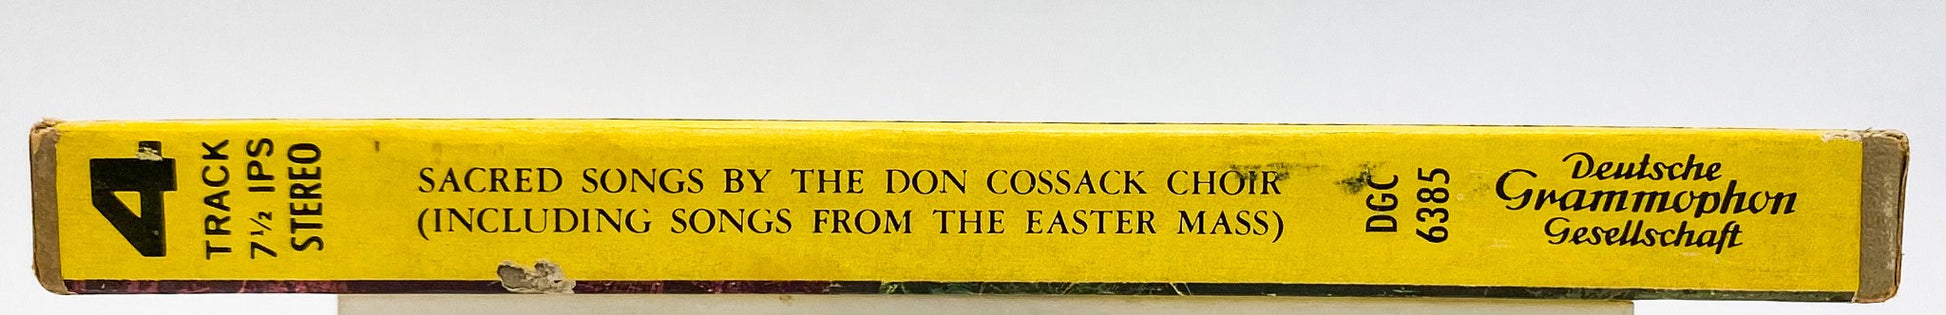 4
TRACK
7½ IPS
STEREO
SACRED SONGS BY THE DON COSSACK CHOIR
(INCLUDING SONGS FROM THE EASTER MASS)
DGC
6385
Deutsche
Grammophon
Gesellschaft